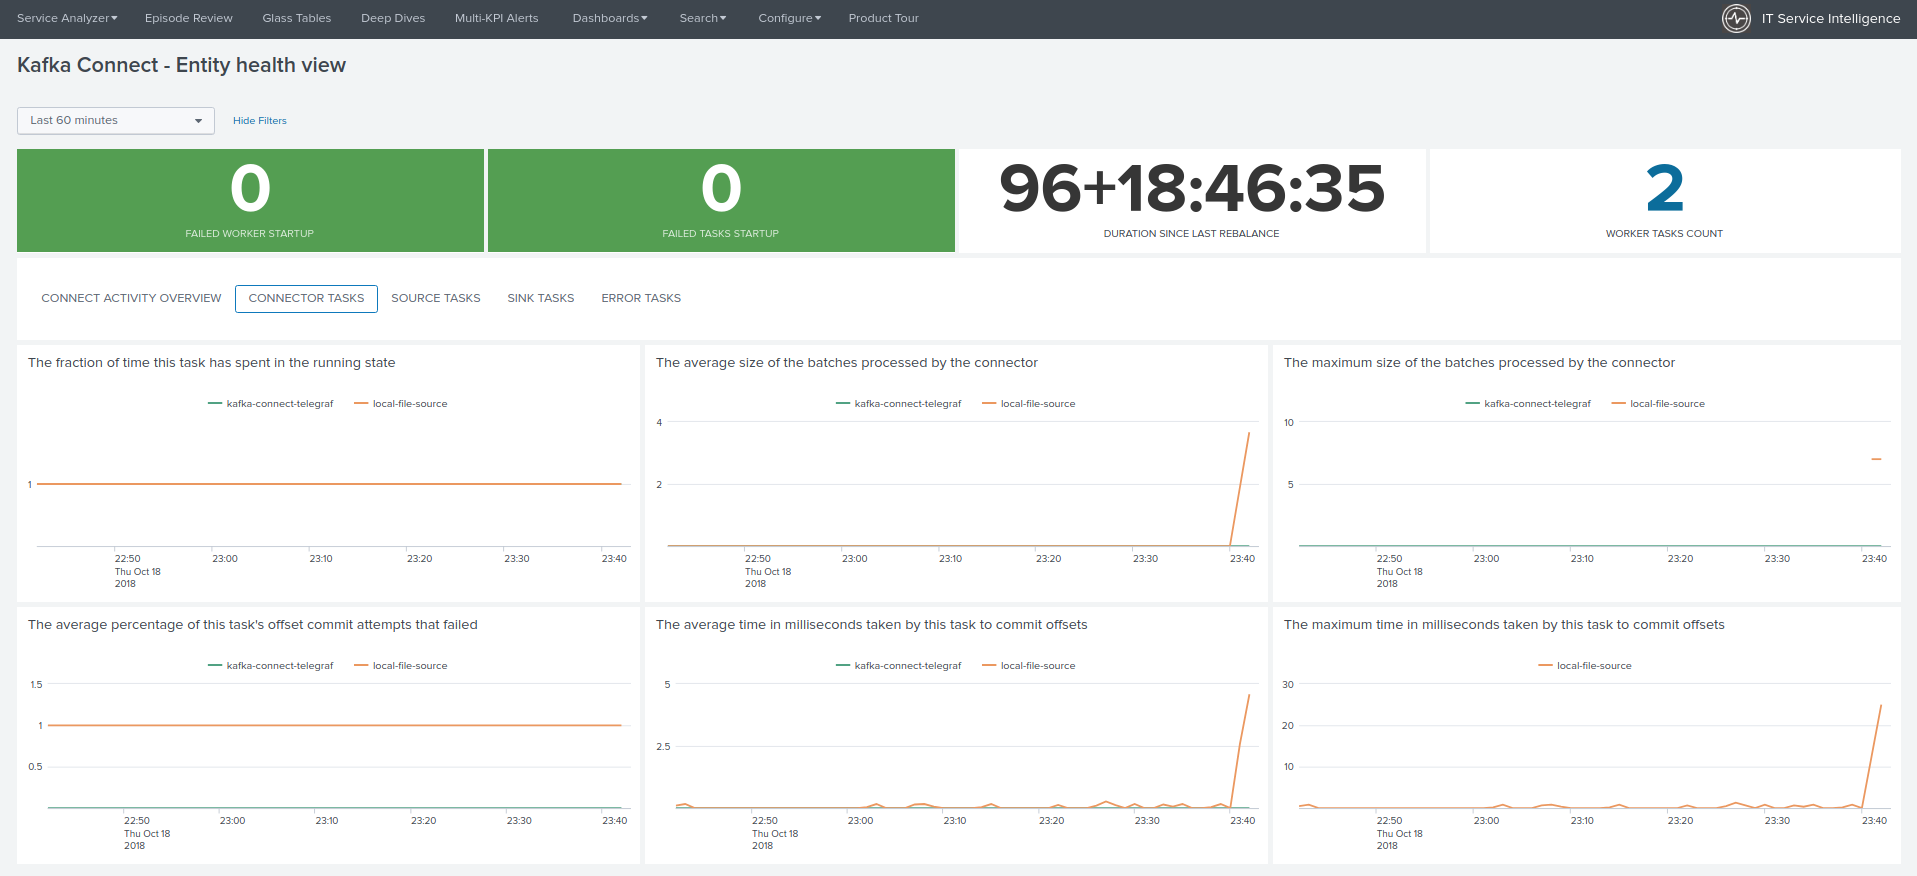 Service Analyzer Episode Review Glass Tables Deep Dives Multi-KPI Alerts Dashboards Search Configure Product Tour IT Service Intelligence
Kafka Connect - Entity health view
Last 60 minutes Hide Filters
0 0 96+18:46:35 2
FAILED WORKER STARTUP FAILED TASKS STARTUP DURATION SINCE LAST REBALANCE WORKER TASKS COUNT
CONNECT ACTIVITY OVERVIEW CONNECTOR TASKS SOURCE TASKS SINK TASKS ERROR TASKS
The fraction of time this task has spent in the running state
kafka-connect-telegraf local-file-source
1
22:50 23:00 23:10 23:20 23:30 23:40
Thu Oct 18
2018
The average size of the batches processed by the connector
kafka-connect-telegraf local-file-source
4
2
22:50 23:00 23:10 23:20 23:30 23:40
Thu Oct 18
2018
The maximum size of the batches processed by the connector
kafka-connect-telegraf local-file-source
10
5
22:50 23:00 23:10 23:20 23:30 23:40
Thu Oct 18
2018
The average percentage of this task's offset commit attempts that failed
kafka-connect-telegraf local-file-source
1.5
1
0.5
22:50 23:00 23:10 23:20 23:30 23:40
Thu Oct 18
2018
The average time in milliseconds taken by this task to commit offsets
kafka-connect-telegraf local-file-source
5
2.5
22:50 23:00 23:10 23:20 23:30 23:40
Thu Oct 18
2018
The maximum time in milliseconds taken by this task to commit offsets
local-file-source
30
20
10
22:50 23:00 23:10 23:20 23:30 23:40
Thu Oct 18
2018